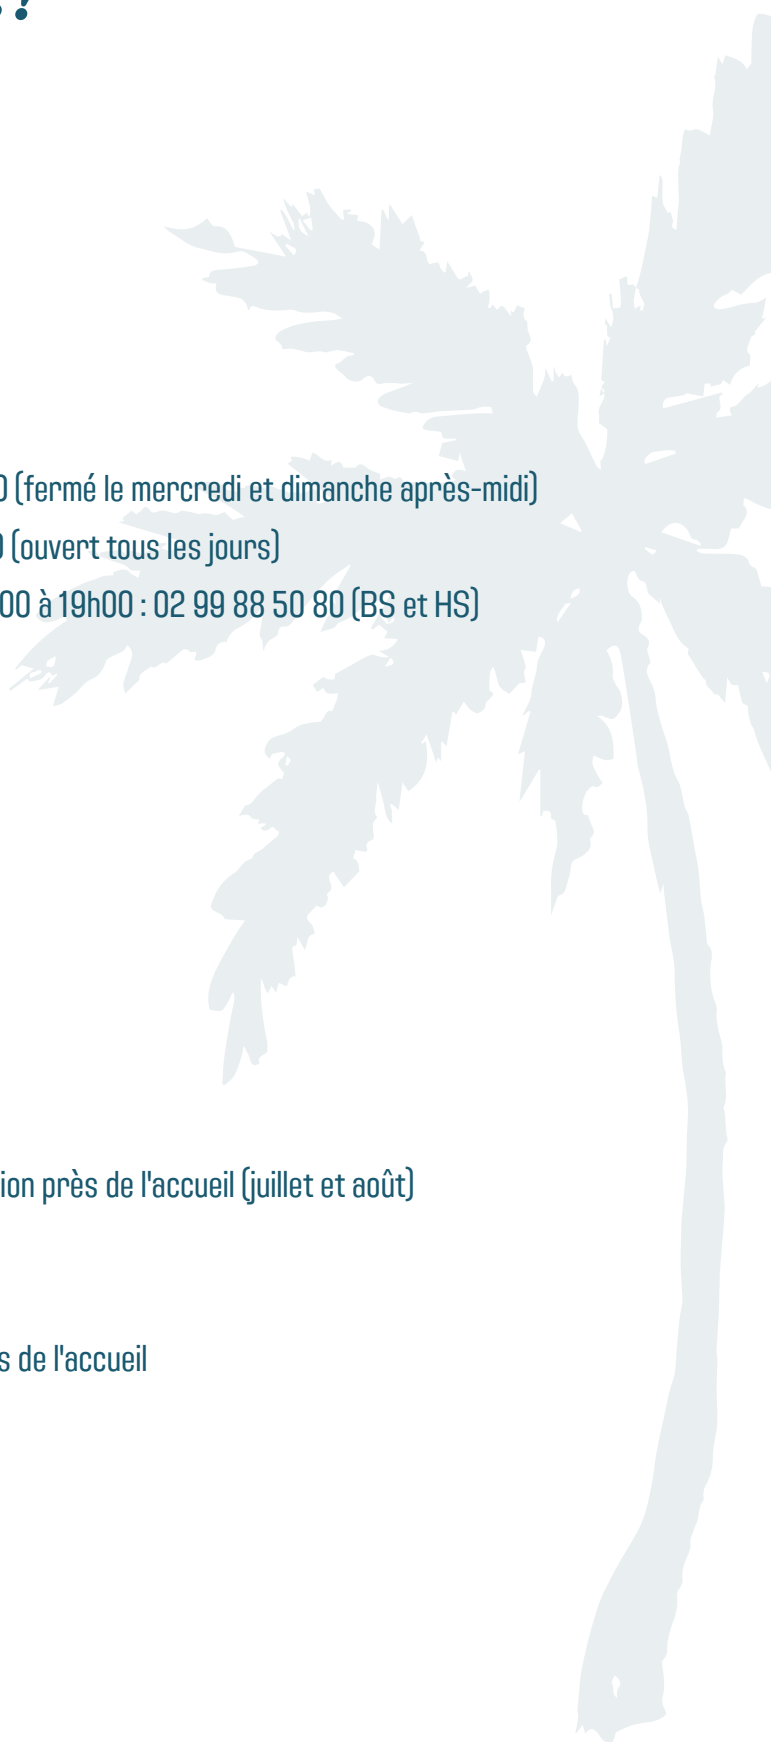 ?
0 (fermé le mercredi et dimanche après-midi)
(ouvert tous les jours)
00 à 19h00 : 02 99 88 50 80 (BS et HS)
ion près de l'accueil (juillet et août)
s de l'accueil